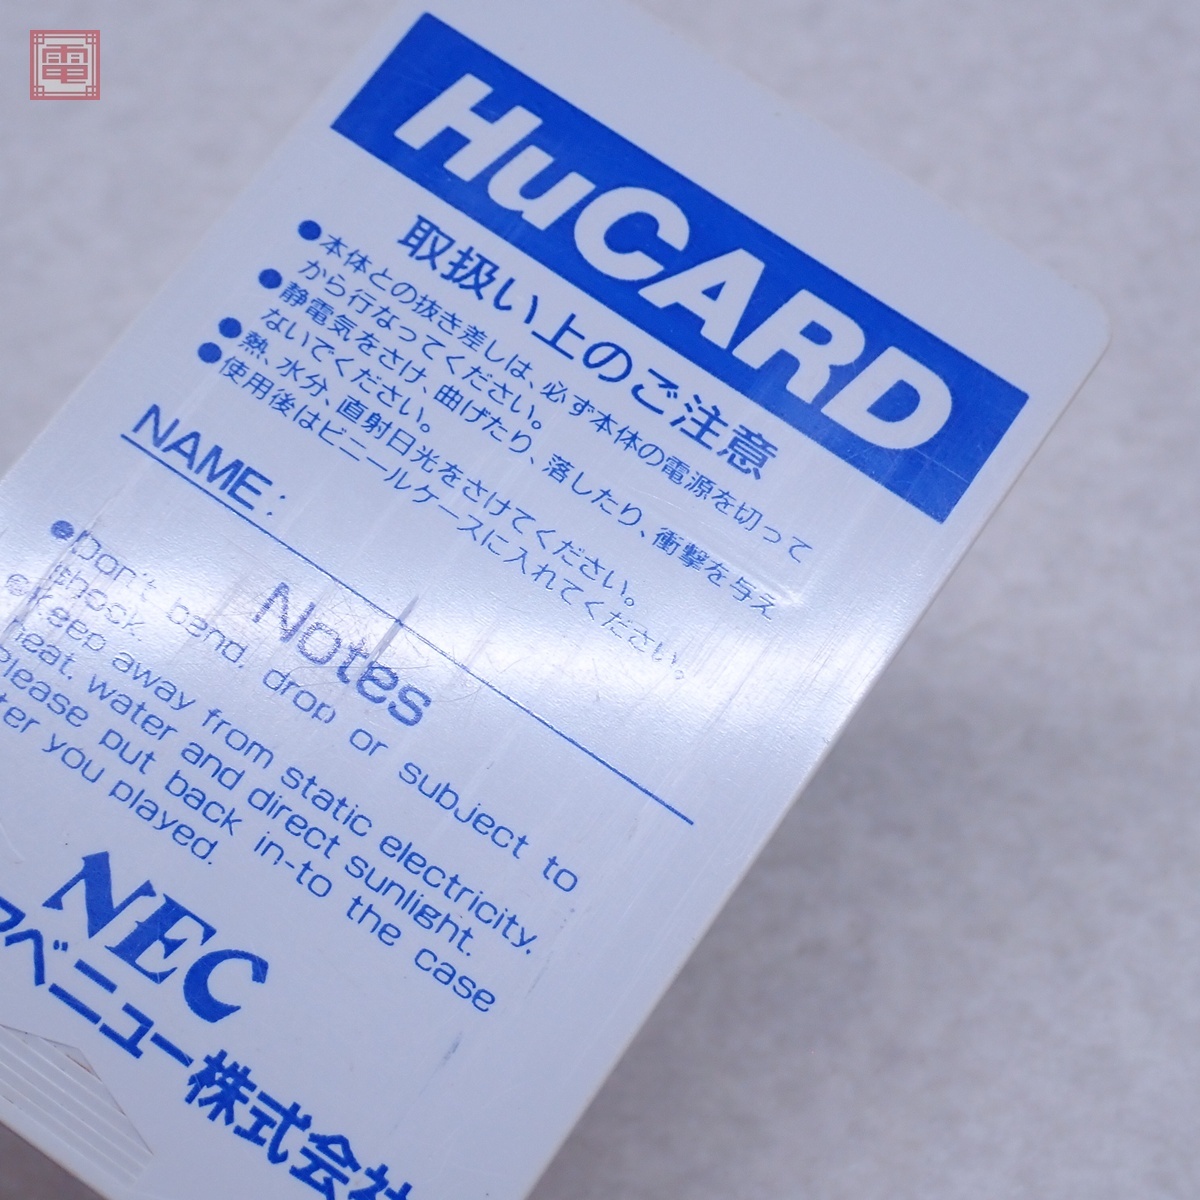 電
HuCARD
取扱い上のご注意
●本体との抜き差しは、必ず本体の電源を切って
から行なってください。
●静電気をさけ、曲げたり、落したり、衝撃を与え
ないでください。
●熱、水分、直射日光をさけてください。
●使用後はビニールケースに入れてください。
NAME:
Notes
●Don't bend, drop or subject to
shock.
●Keep away from static electricity,
heat, water and direct sunlight.
Please put back in-to the case
ter you played.
NEC
アベニュー株式会社